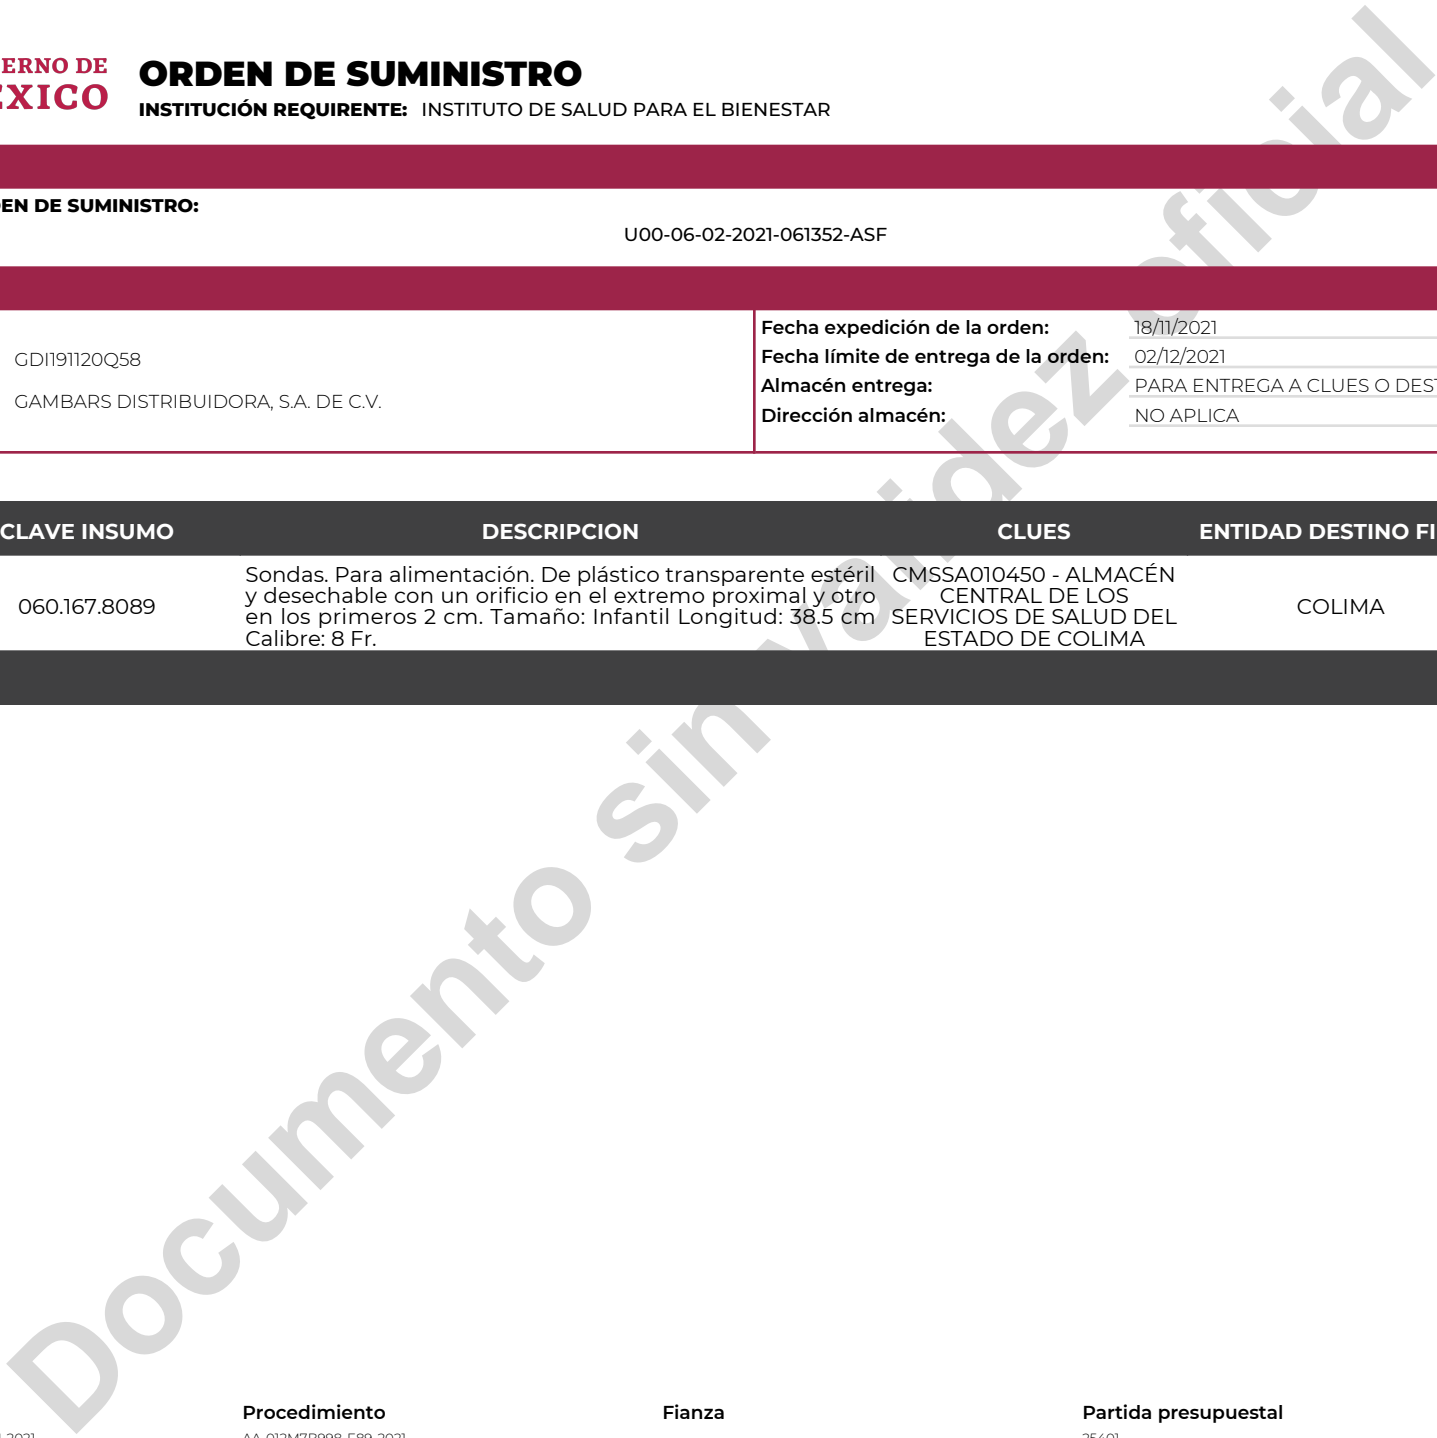 ERNO DE
ORDEN DE SUMINISTRO
INSTITUCIÓN REQUIRENTE: INSTITUTO DE SALUD PARA EL BIENESTAR
EN DE SUMINISTRO:
U00-06-02-2021-061352-ASF
GDI191120Q58
GAMBARS DISTRIBUIDORA, S.A. DE C.V.
Fecha expedición de la orden: 18/11/2021
Fecha límite de entrega de la orden: 02/12/2021
Almacén entrega: PARA ENTREGA A CLUES O DEST
Dirección almacén: NO APLICA
CLAVE INSUMO DESCRIPCION CLUES ENTIDAD DESTINO FI
060.167.8089
Sondas. Para alimentación. De plástico transparente estéril
y desechable con un orificio en el extremo proximal y otro
en los primeros 2 cm. Tamaño: Infantil Longitud: 38.5 cm
Calibre: 8 Fr.
CMSSA010450 - ALMACÉN
CENTRAL DE LOS
SERVICIOS DE SALUD DEL
ESTADO DE COLIMA
COLIMA
Documento sin validez oficial
Procedimiento Fianza Partida presupuestal